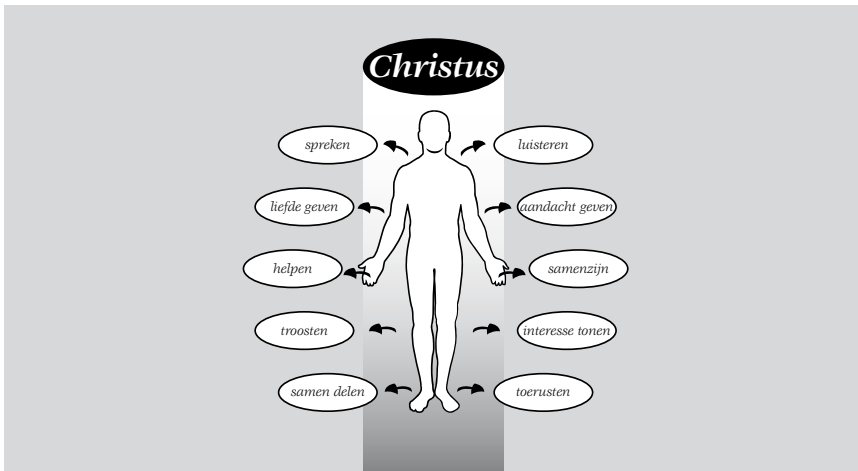 Christus
spreken
luisteren
liefde geven
aandacht geven
helpen
samenzijn
troosten
interesse tonen
samen delen
toerusten